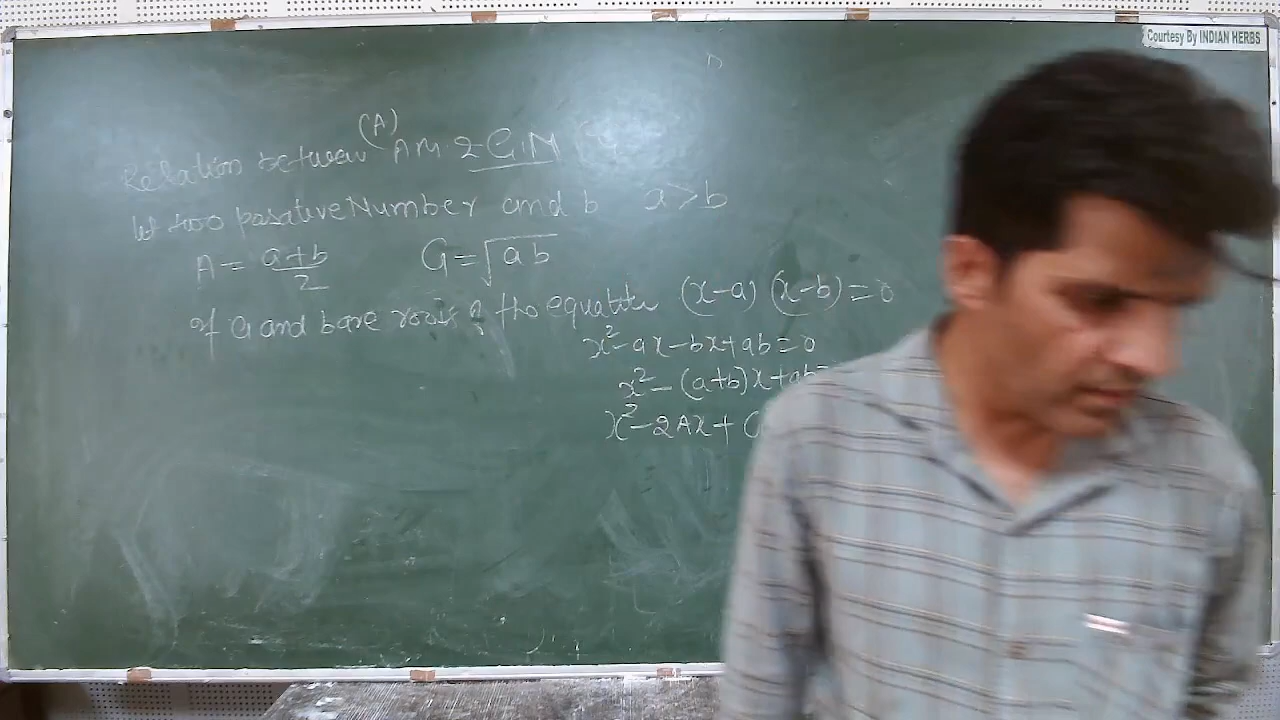 Courtesy By INDIAN HERBS
(A)
Relation between AM & G.M
let two positive Number and b a>b
A = a+b/2 G = √ab
If a and b are roots of the equation (x-a) (x-b) = 0
x²-ax-bx+ab=0
x²-(a+b)x+ab=
x²-2Ax+G